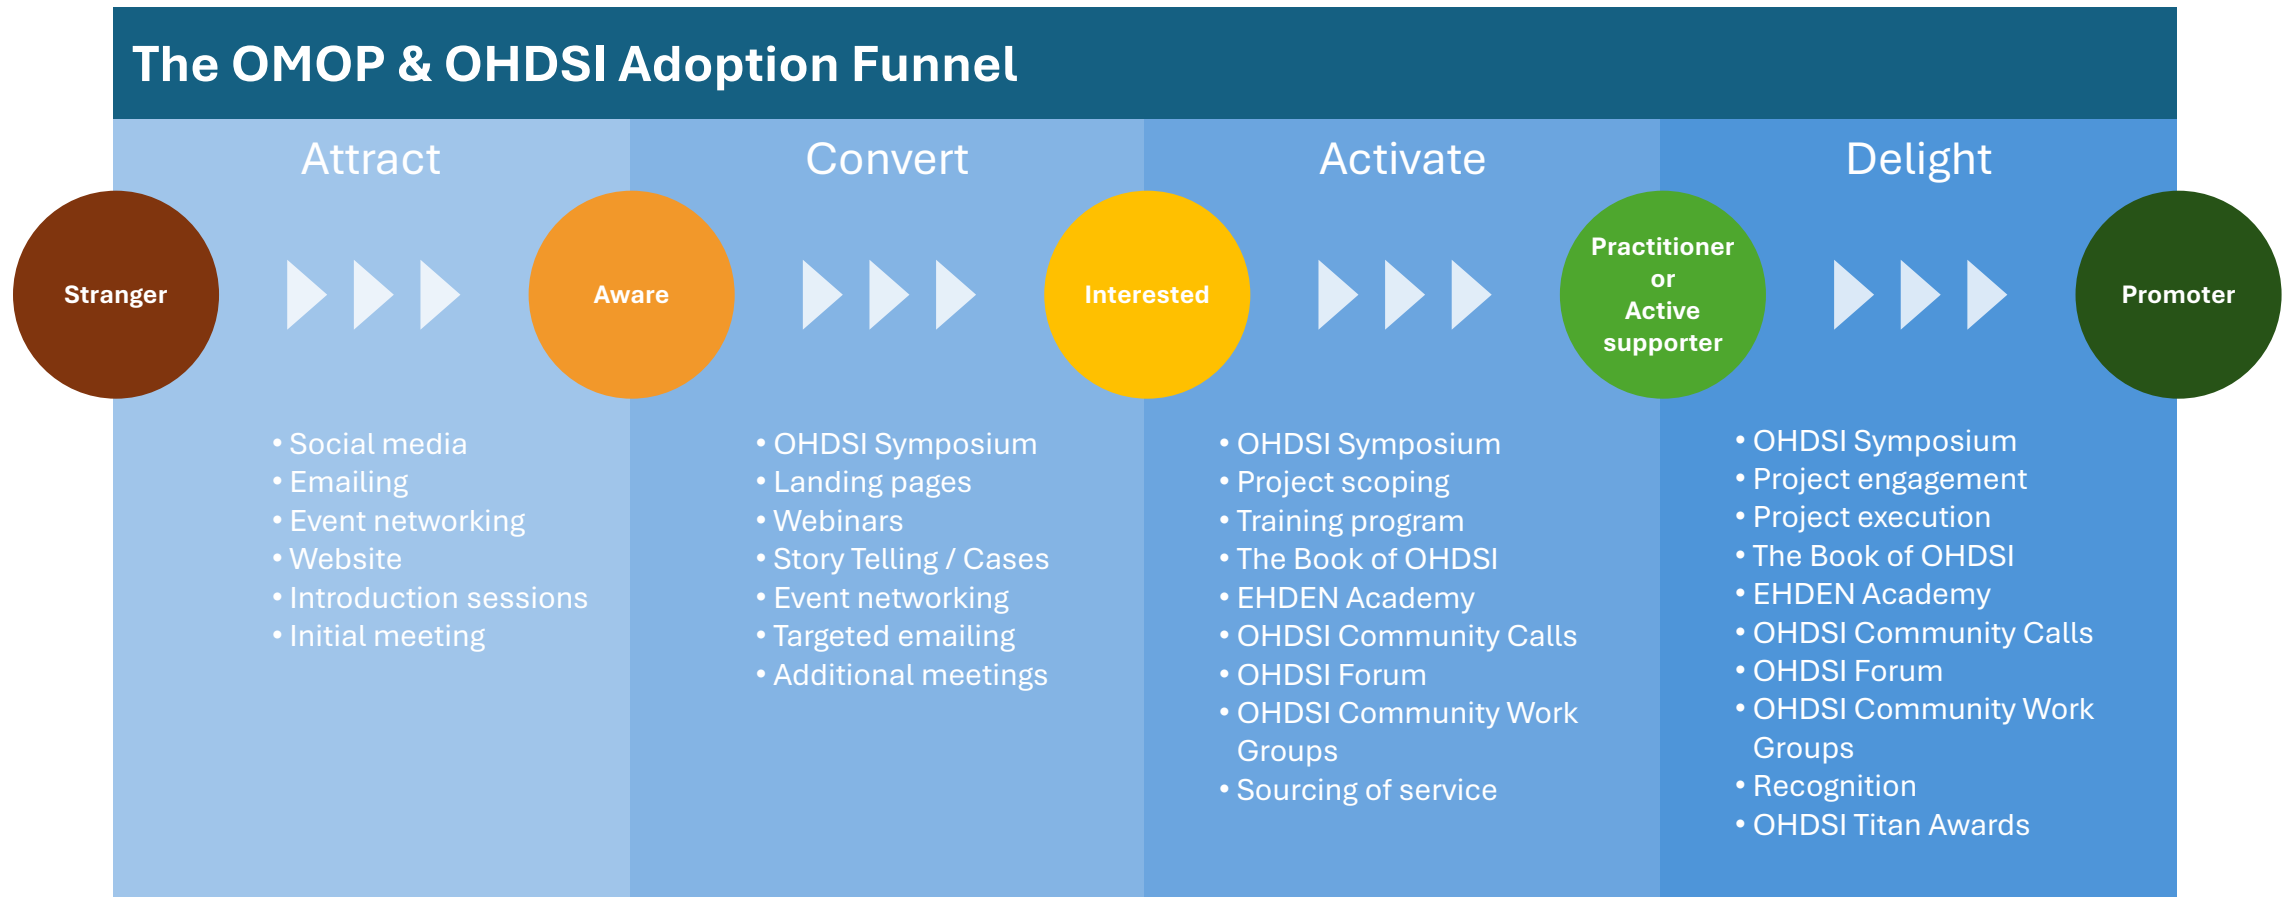 The OMOP & OHDSl Adoption Funnel
Attract
Convert
Activate
Delight
Stranger
Aware
Interested
Practitioner
or
Active
supporter
Promoter
• Social media
• Emailing
• Event networking
• Website
• Introduction sessions
• Initial meeting
• OHDSI Symposium
• Landing pages
• Webinars
• Story Telling / Cases
• Event networking
• Targeted emailing
• Additional meetings
• OHDSI Symposium
• Project scoping
• Training program
• The Book of OHDSI
• EHDEN Academy
• OHDSI Community Calls
• OHDSI Forum
• OHDSI Community Work
Groups
• Sourcing of service
• OHDSI Symposium
• Project engagement
• Project execution
• The Book of OHDSI
• EHDEN Academy
• OHDSI Community Calls
• OHDSI Forum
• OHDSI Community Work
Groups
• Recognition
• OHDSI Titan Awards